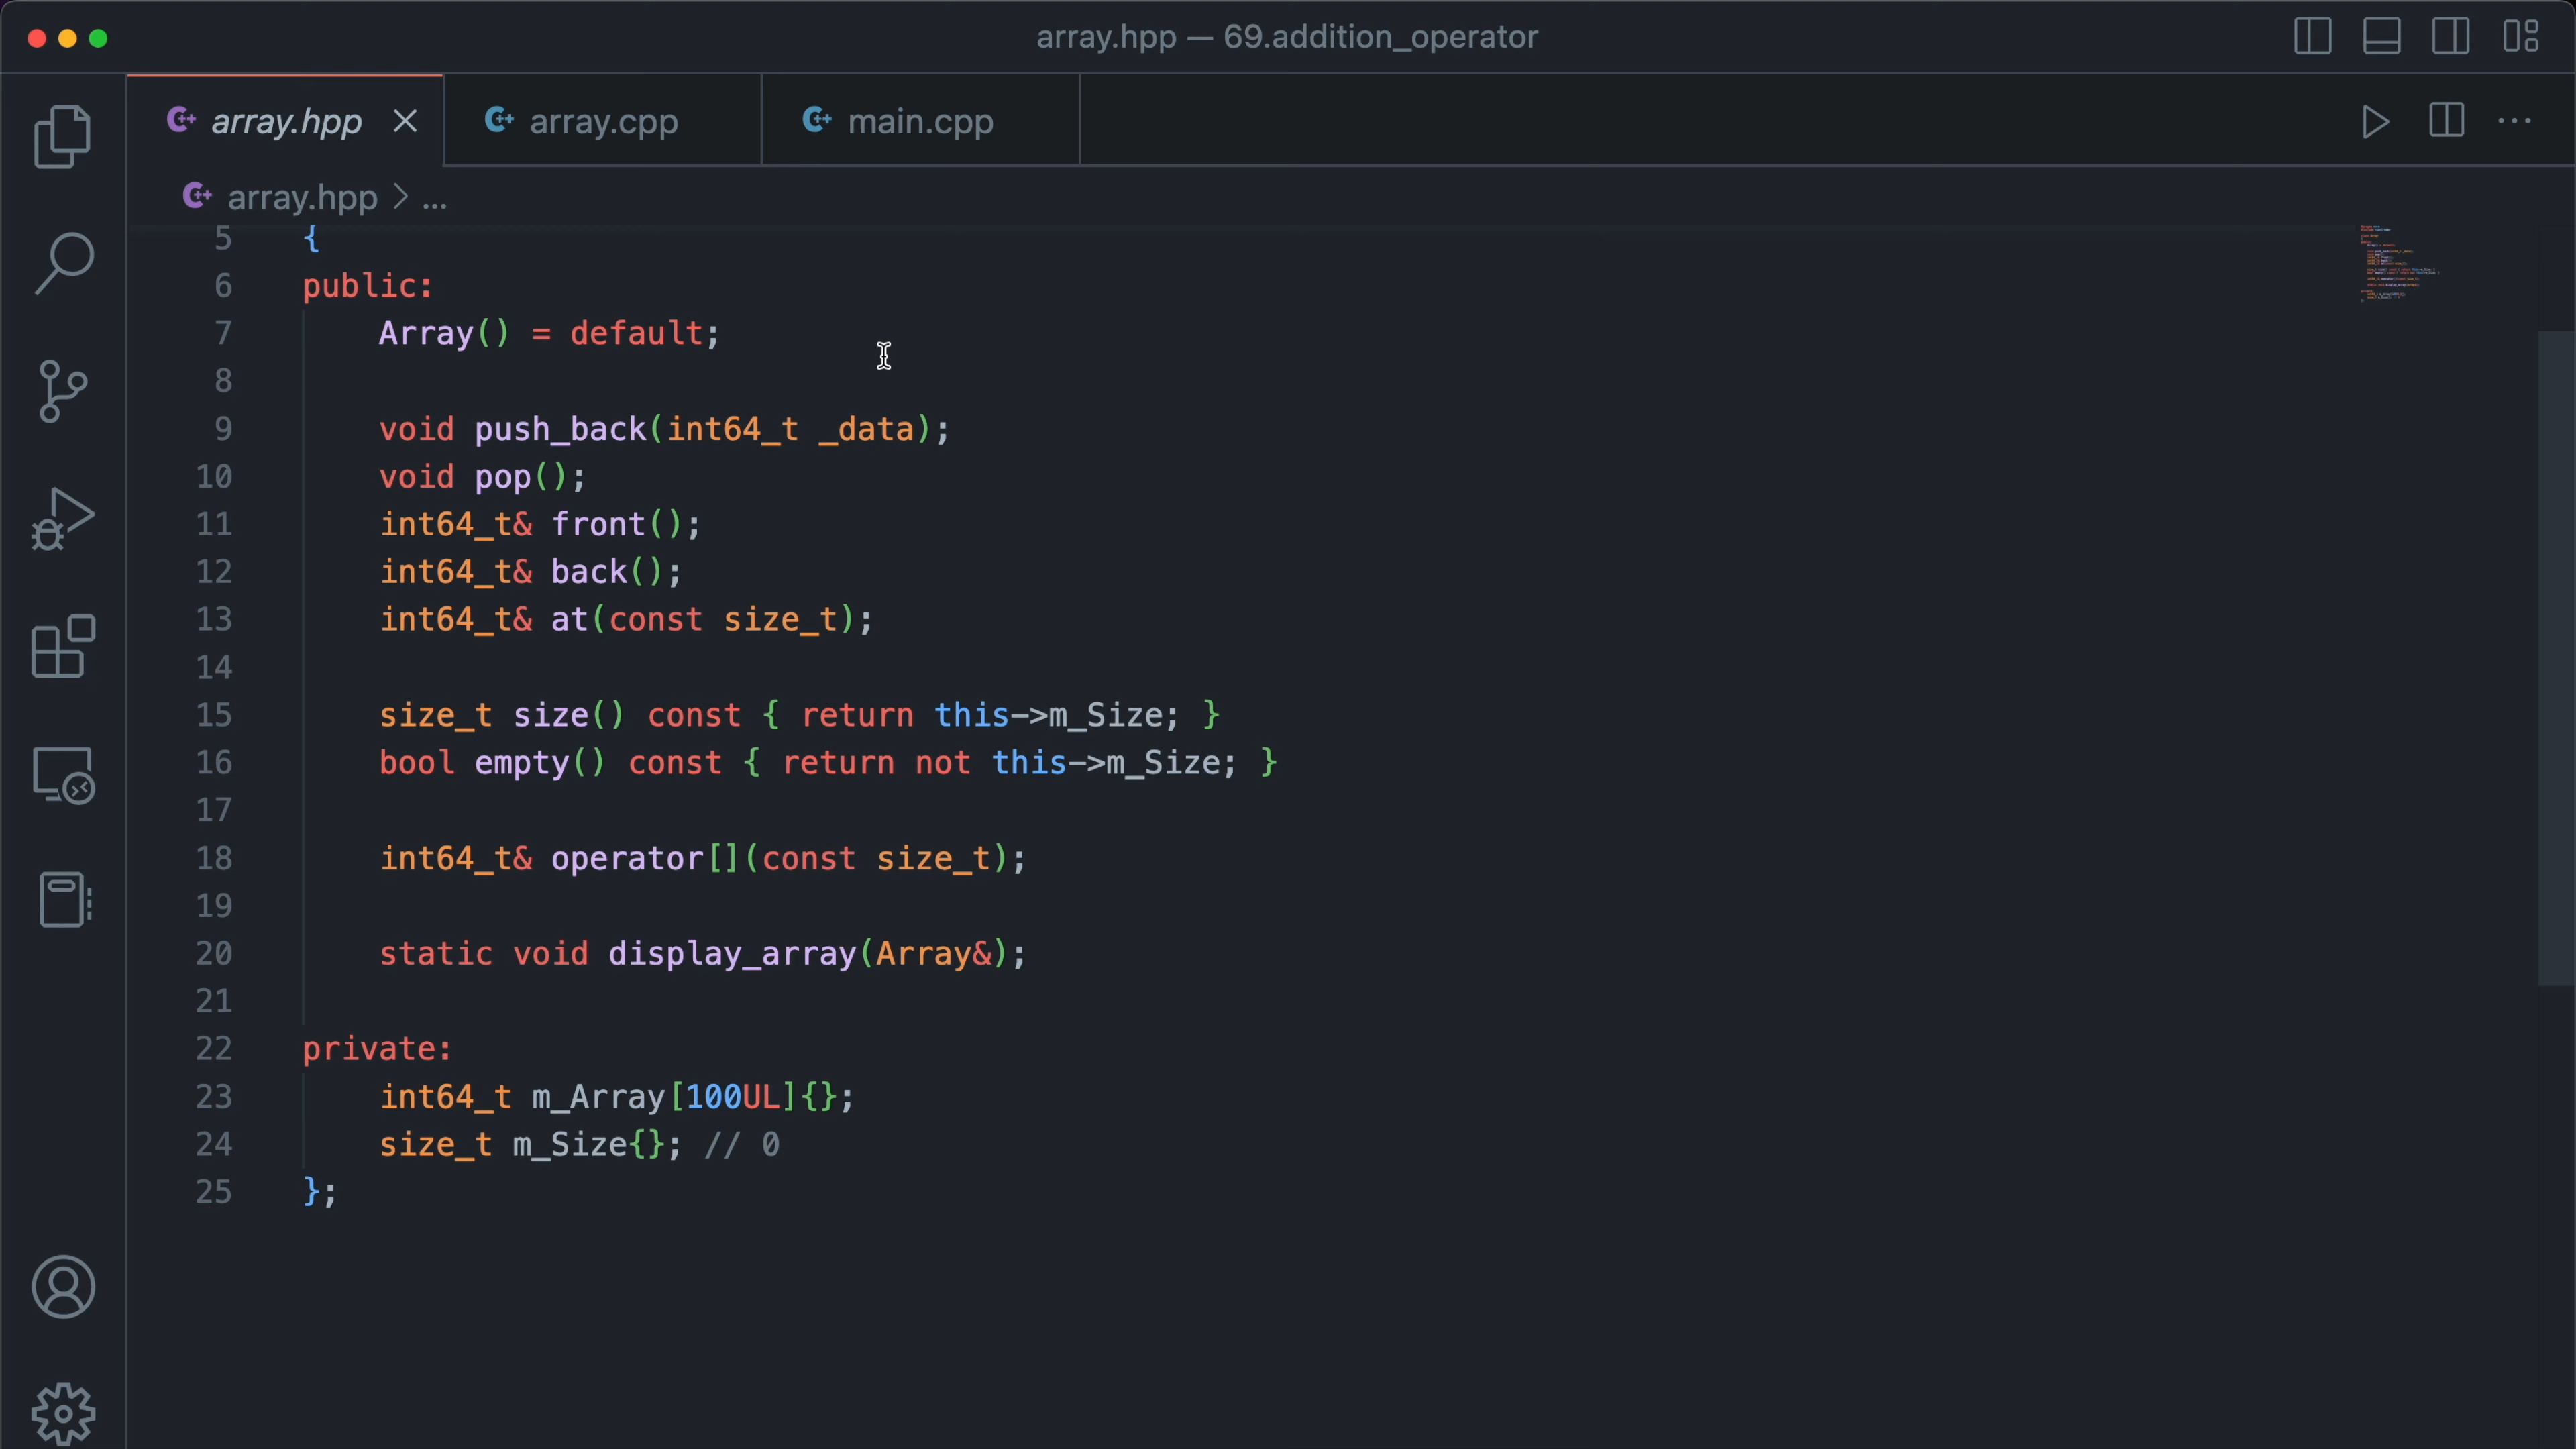 array.hpp — 69.addition_operator
array.hpp
array.cpp
main.cpp
array.hpp > ...
5 {
6 public:
7 Array() = default;
8
9 void push_back(int64_t _data);
10 void pop();
11 int64_t& front();
12 int64_t& back();
13 int64_t& at(const size_t);
14
15 size_t size() const { return this->m_Size; }
16 bool empty() const { return not this->m_Size; }
17
18 int64_t& operator[](const size_t);
19
20 static void display_array(Array&);
21
22 private:
23 int64_t m_Array[100UL]{};
24 size_t m_Size{}; // 0
25 };